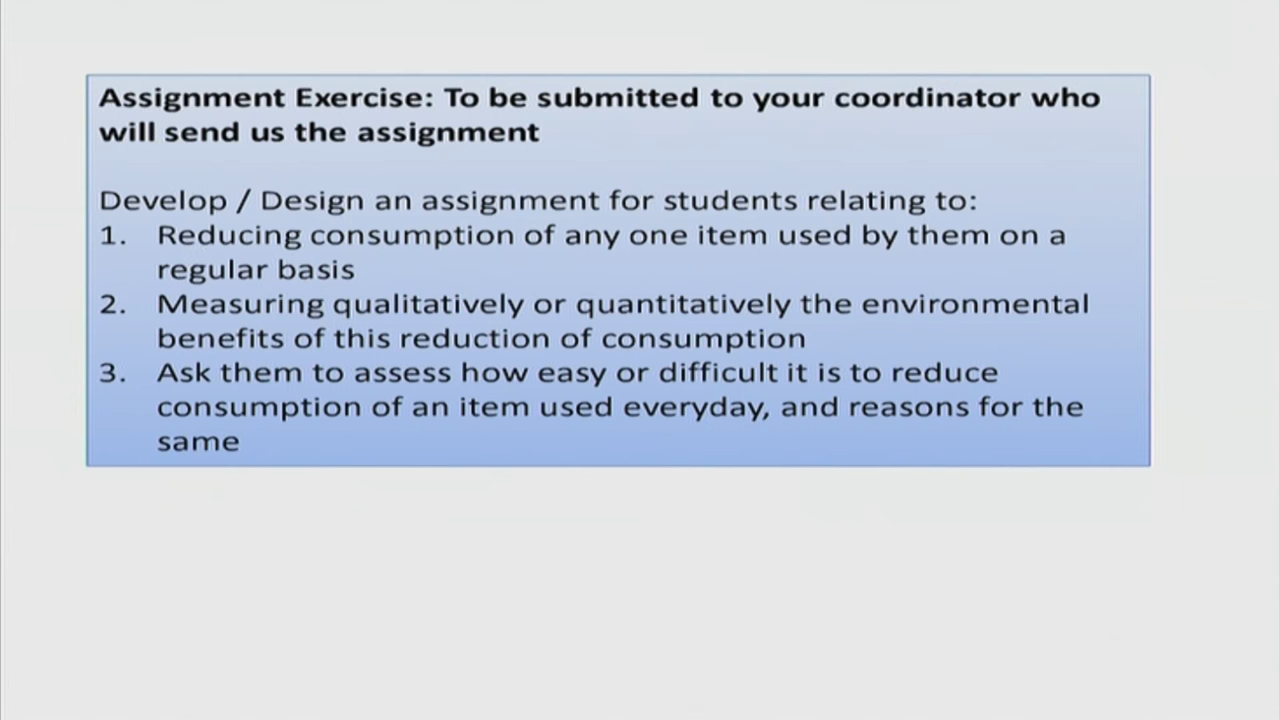 Assignment Exercise: To be submitted to your coordinator who
will send us the assignment
Develop / Design an assignment for students relating to:
1. Reducing consumption of any one item used by them on a
regular basis
2. Measuring qualitatively or quantitatively the environmental
benefits of this reduction of consumption
3. Ask them to assess how easy or difficult it is to reduce
consumption of an item used everyday, and reasons for the
same